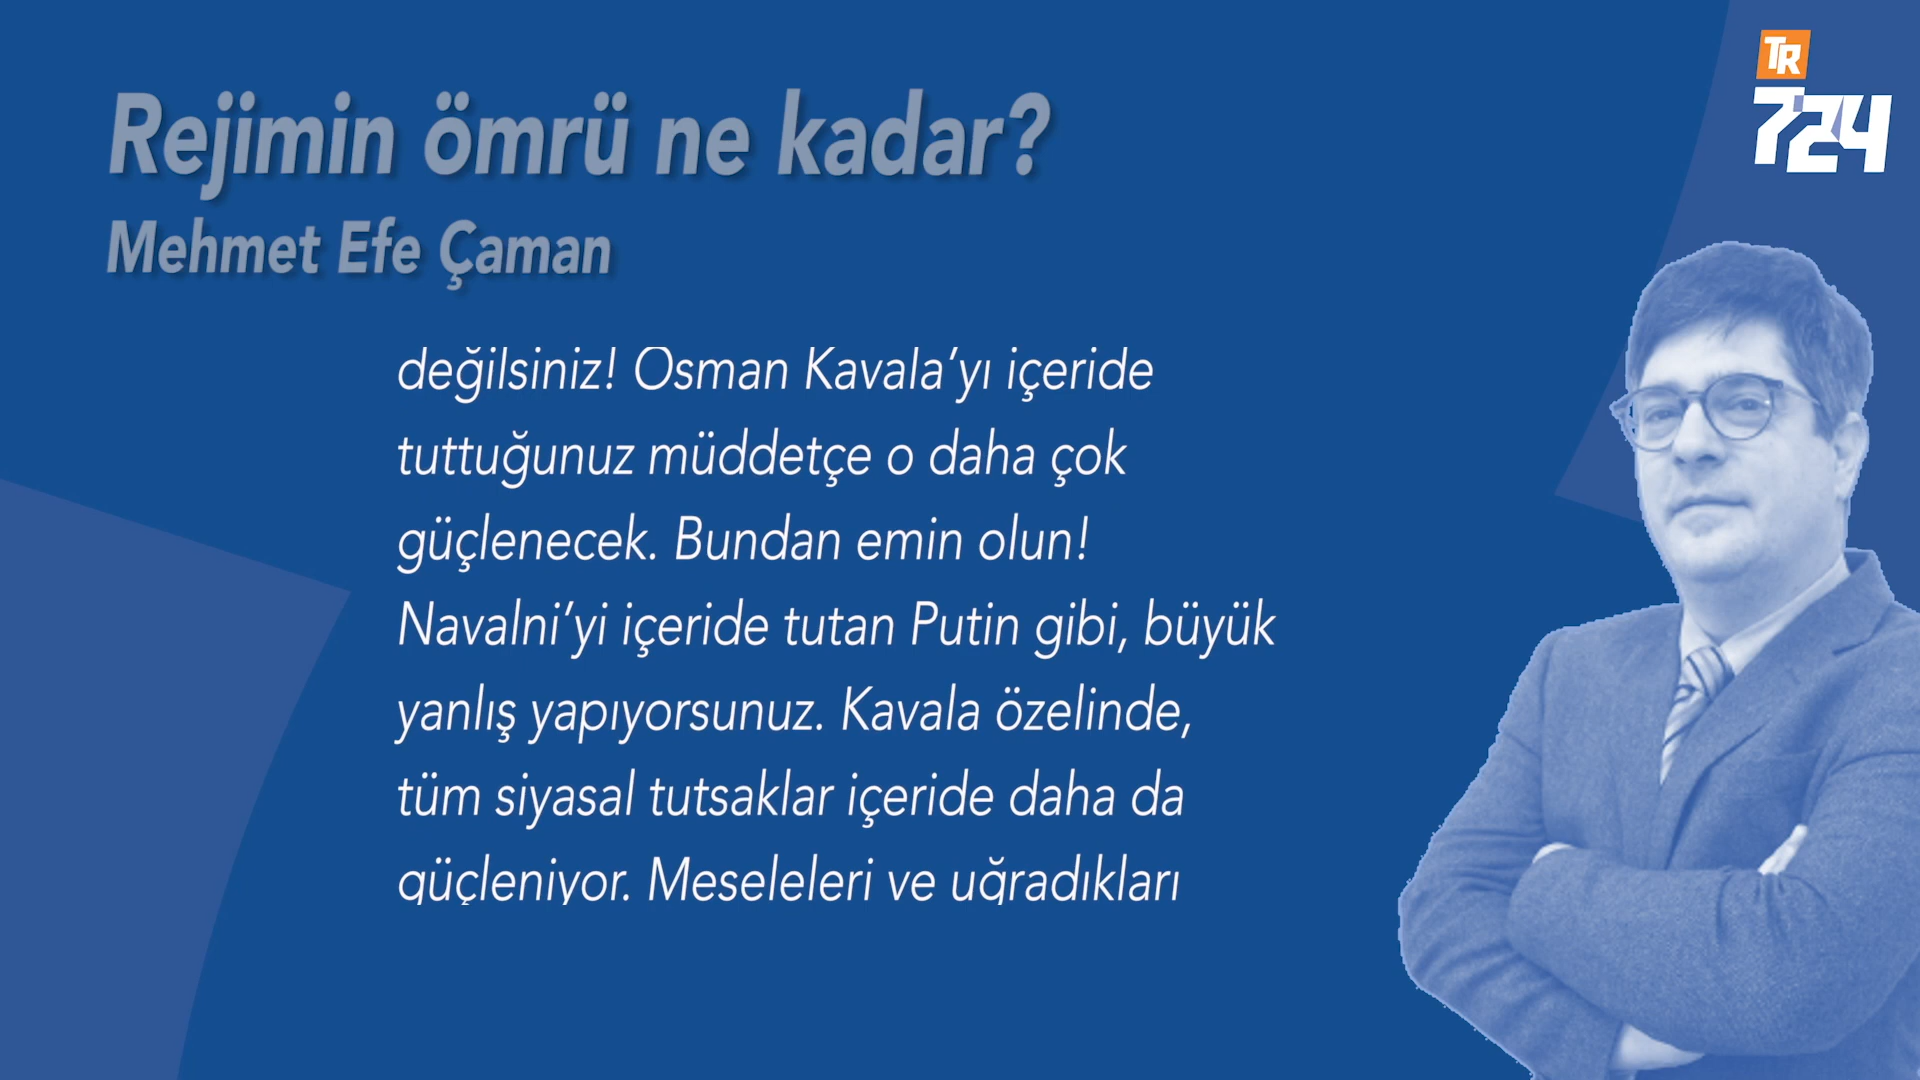 TR
724
Rejimin ömrü ne kadar?
Mehmet Efe Çaman
değilsiniz! Osman Kavala’yı içeride
tuttuğunuz müddetçe o daha çok
güçlenecek. Bundan emin olun!
Navalni’yi içeride tutan Putin gibi, büyük
yanlış yapıyorsunuz. Kavala özelinde,
tüm siyasal tutsaklar içeride daha da
güçleniyor. Meseleleri ve uğradıkları